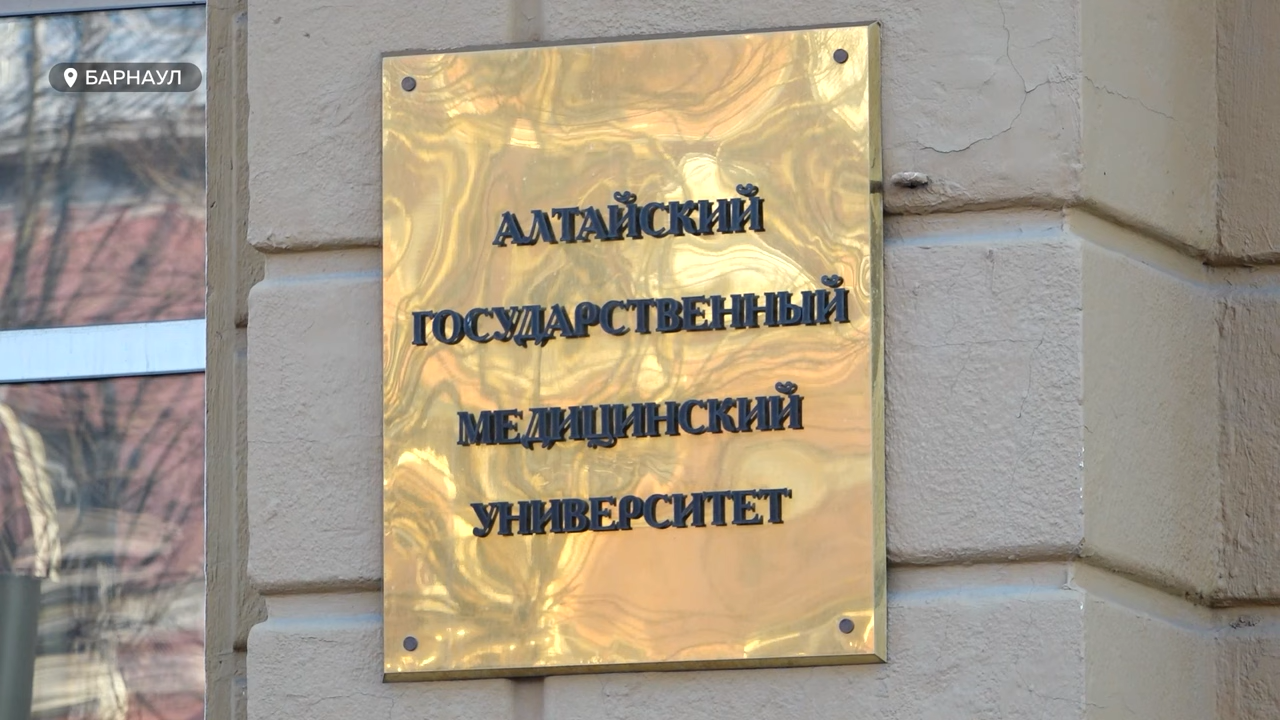 БАРНАУЛ
АЛТАЙСКИЙ
ГОСУДАРСТВЕННЫЙ
МЕДИЦИНСКИЙ
УНИВЕРСИТЕТ